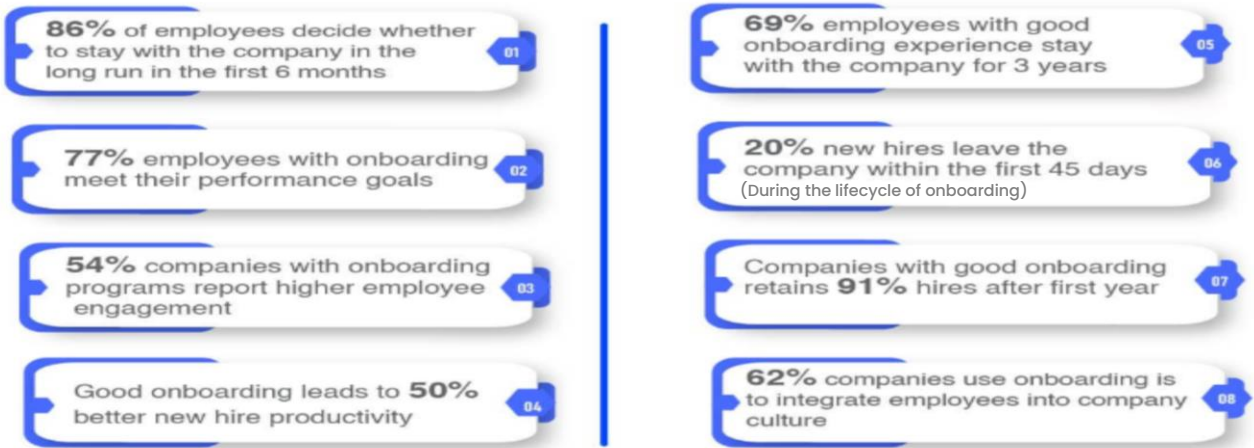 86% of employees decide whether
to stay with the company in the
long run in the first 6 months
01
77% employees with onboarding
meet their performance goals
02
54% companies with onboarding
programs report higher employee
engagement
03
Good onboarding leads to 50%
better new hire productivity
04
69% employees with good
onboarding experience stay
with the company for 3 years
05
20% new hires leave the
company within the first 45 days
(During the lifecycle of onboarding)
06
Companies with good onboarding
retains 91% hires after first year
07
62% companies use onboarding is
to integrate employees into company
culture
08